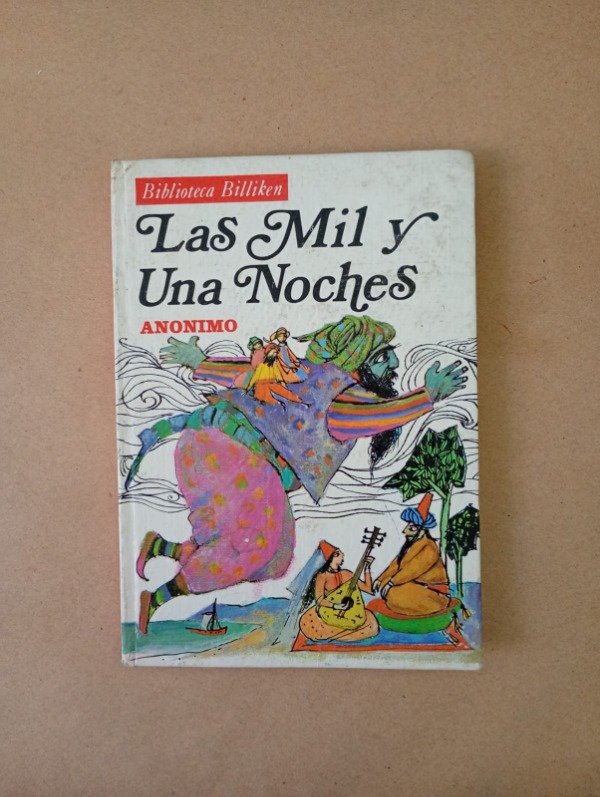 Biblioteca Billiken
Las Mil y
Una Noches
ANONIMO